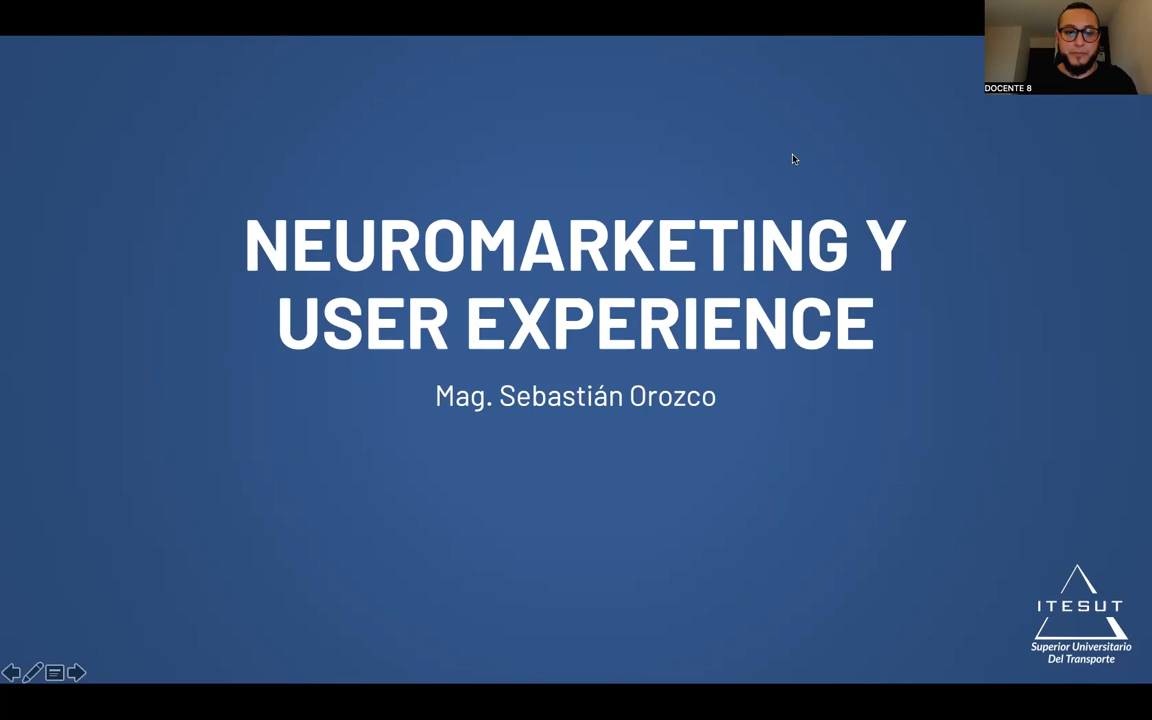 DOCENTE 8
NEUROMARKETING Y
USER EXPERIENCE
Mag. Sebastián Orozco
ITESUT
Superior Universitario
Del Transporte